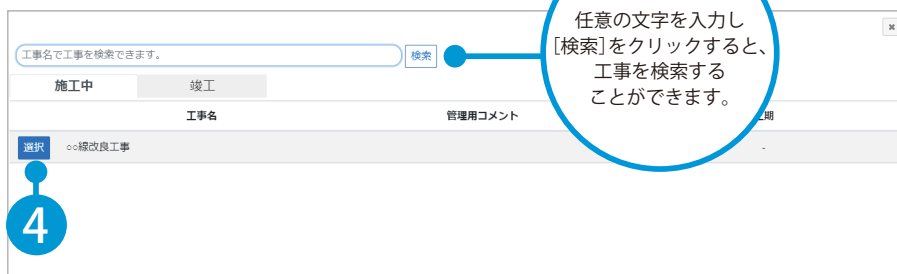 任意の文字を入力し
[検索]をクリックすると、
工事を検索する
ことができます。
工事名で工事を検索できます。
検索
施工中 竣工
工事名 管理用コメント 期
選択 ○○線改良工事 -
4